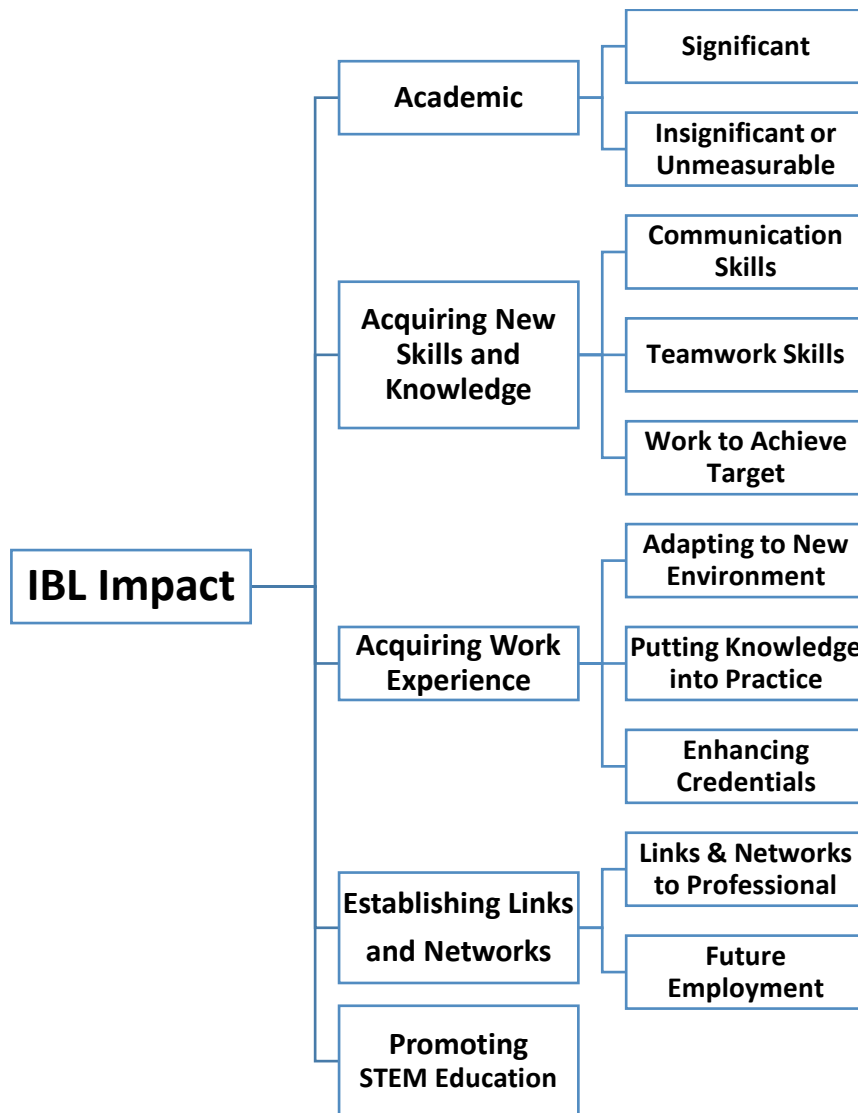 IBL Impact
Academic
Significant
Insignificant or
Unmeasurable
Acquiring New
Skills and
Knowledge
Communication
Skills
Teamwork Skills
Work to Achieve
Target
Acquiring Work
Experience
Adapting to New
Environment
Putting Knowledge
into Practice
Enhancing
Credentials
Establishing Links
and Networks
Links & Networks
to Professional
Future
Employment
Promoting
STEM Education